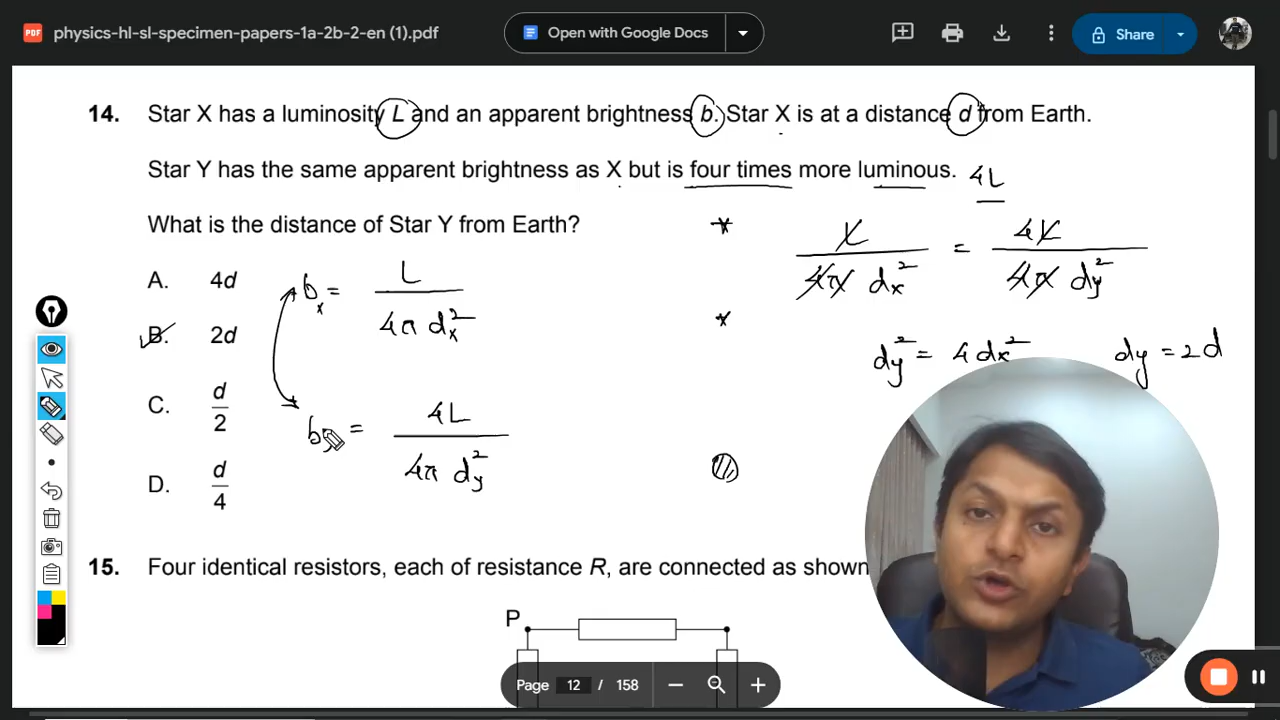 PDF physics-hl-sl-specimen-papers-1a-2b-2-en (1).pdf Open with Google Docs Share
14. Star X has a luminosity L and an apparent brightness b. Star X is at a distance d from Earth.
Star Y has the same apparent brightness as X but is four times more luminous. 4L
What is the distance of Star Y from Earth?
A. 4d
B. 2d
C. d/2
D. d/4
bx = L / 4π dx²
by = 4L / 4π dy²
L / 4π dx² = 4L / 4π dy²
dy² = 4dx² dy = 2d
15. Four identical resistors, each of resistance R, are connected as shown
P
Page 12 / 158